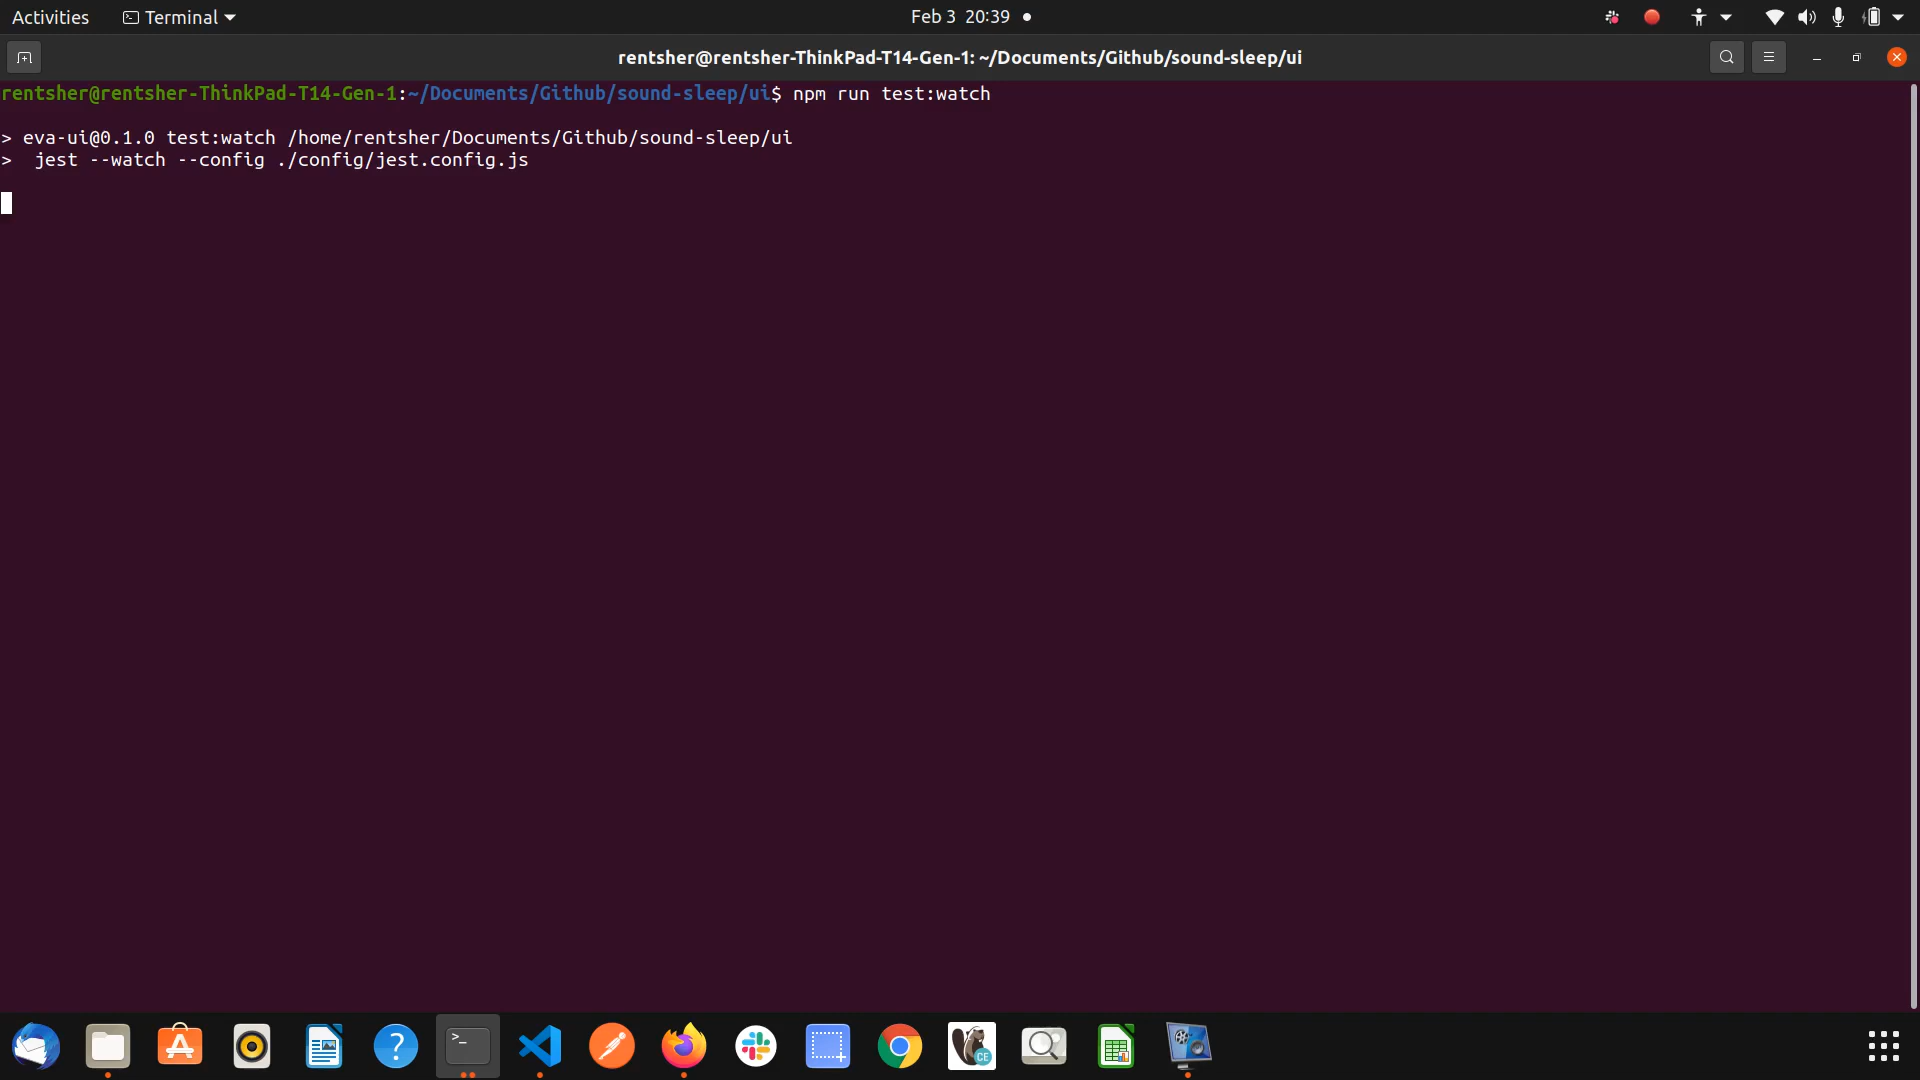 Activities Terminal Feb 3 20:39
rentsher@rentsher-ThinkPad-T14-Gen-1: ~/Documents/Github/sound-sleep/ui
rentsher@rentsher-ThinkPad-T14-Gen-1:~/Documents/Github/sound-sleep/ui$ npm run test:watch
> eva-ui@0.1.0 test:watch /home/rentsher/Documents/Github/sound-sleep/ui
> jest --watch --config ./config/jest.config.js
>_ ? CE